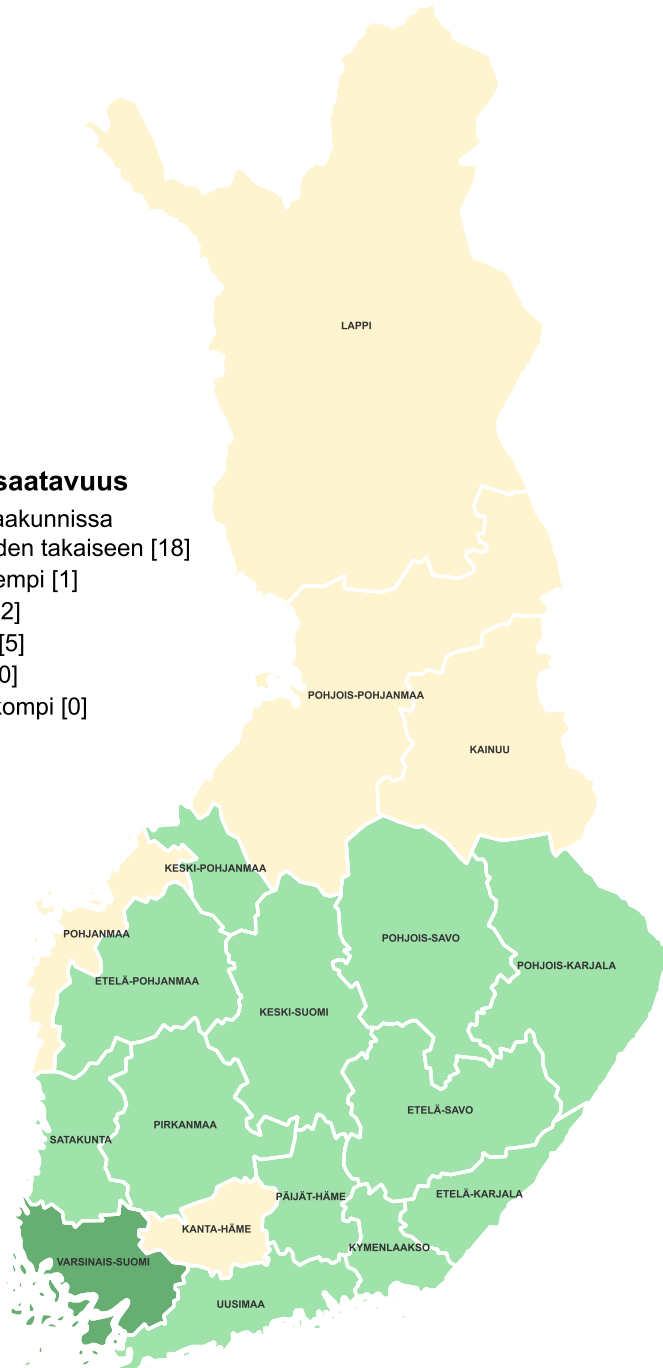 LAPPI
saatavuus
aakunnissa
den takaiseen [18]
empi [1]
2]
[5]
0]
kompi [0]
POHJOIS-POHJANMAA
KAINUU
KESKI-POHJANMAA
POHJANMAA
POHJOIS-SAVO
POHJOIS-KARJALA
ETELÄ-POHJANMAA
KESKI-SUOMI
ETELÄ-SAVO
PIRKANMAA
SATAKUNTA
ETELÄ-KARJALA
PÄIJÄT-HÄME
KANTA-HÄME
KYMENLAAKSO
VARSINAIS-SUOMI
UUSIMAA